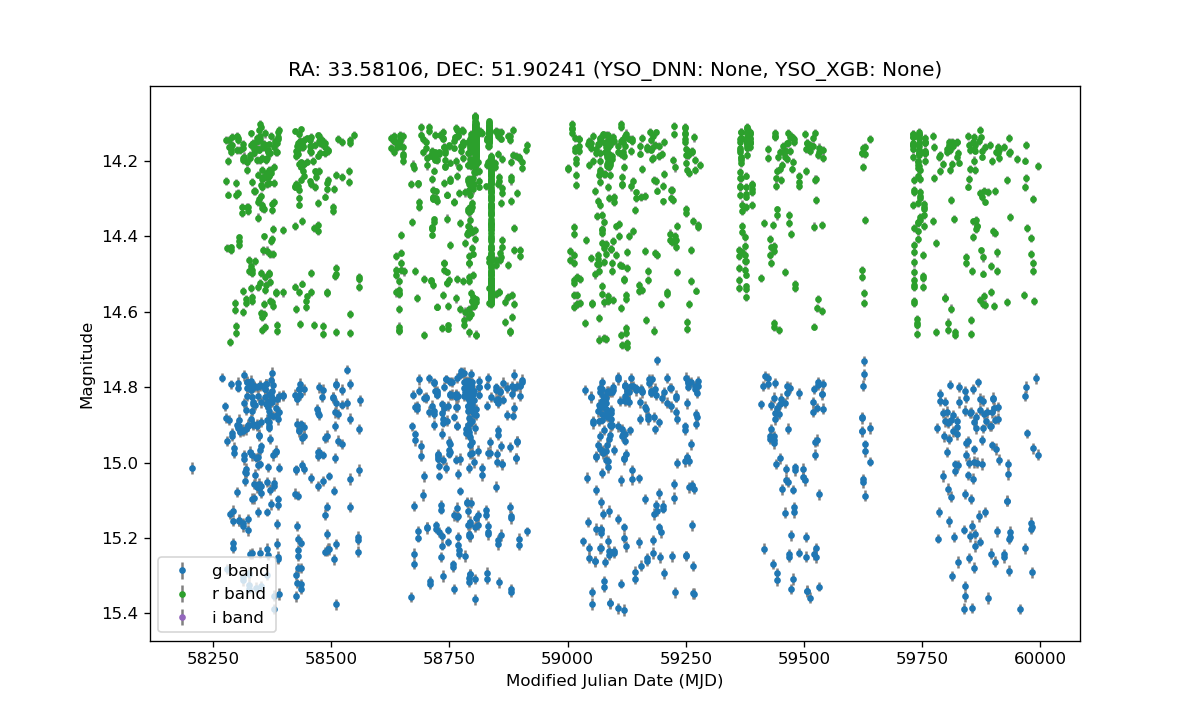 RA: 33.58106, DEC: 51.90241 (YSO_DNN: None, YSO_XGB: None)
14.2
14.4
14.6
14.8
15.0
15.2
15.4
Magnitude
g band
r band
i band
58250 58500 58750 59000 59250 59500 59750 60000
Modified Julian Date (MJD)